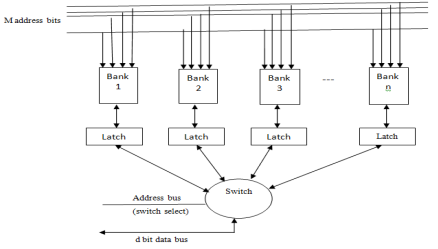 M address bits
Bank 1
Bank 2
Bank 3
---
Bank n
Latch
Latch
Latch
Latch
Switch
Address bus
(switch select)
d bit data bus